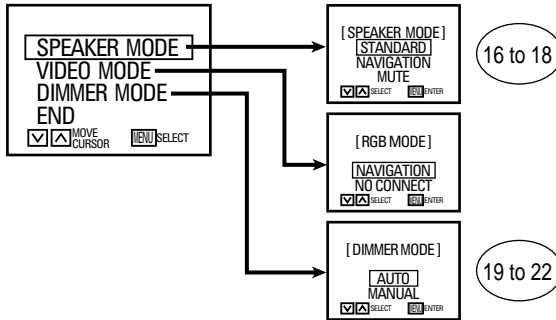 SPEAKER MODE
VIDEO MODE
DIMMER MODE
END
MOVE
CURSOR
MENU SELECT
[ SPEAKER MODE ]
STANDARD
NAVIGATION
MUTE
SELECT MENU ENTER
16 to 18
[ RGB MODE ]
NAVIGATION
NO CONNECT
SELECT MENU ENTER
[ DIMMER MODE ]
AUTO
MANUAL
SELECT MENU ENTER
19 to 22